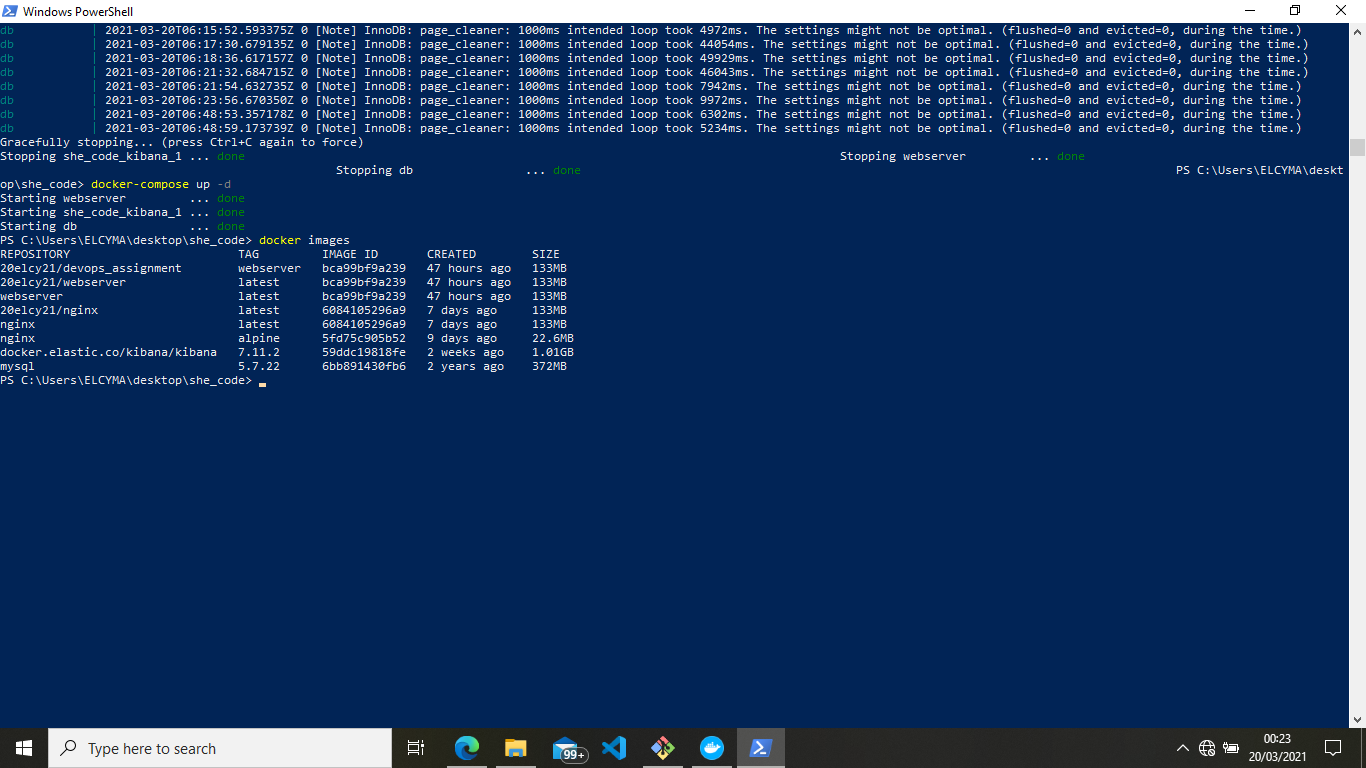 Windows PowerShell
db | 2021-03-20T06:15:52.593375Z 0 [Note] InnoDB: page_cleaner: 1000ms intended loop took 4972ms. The settings might not be optimal. (flushed=0 and evicted=0, during the time.)
db | 2021-03-20T06:17:30.679135Z 0 [Note] InnoDB: page_cleaner: 1000ms intended loop took 44054ms. The settings might not be optimal. (flushed=0 and evicted=0, during the time.)
db | 2021-03-20T06:18:36.617157Z 0 [Note] InnoDB: page_cleaner: 1000ms intended loop took 49929ms. The settings might not be optimal. (flushed=0 and evicted=0, during the time.)
db | 2021-03-20T06:21:32.684715Z 0 [Note] InnoDB: page_cleaner: 1000ms intended loop took 46043ms. The settings might not be optimal. (flushed=0 and evicted=0, during the time.)
db | 2021-03-20T06:21:54.632735Z 0 [Note] InnoDB: page_cleaner: 1000ms intended loop took 7942ms. The settings might not be optimal. (flushed=0 and evicted=0, during the time.)
db | 2021-03-20T06:23:56.670350Z 0 [Note] InnoDB: page_cleaner: 1000ms intended loop took 9972ms. The settings might not be optimal. (flushed=0 and evicted=0, during the time.)
db | 2021-03-20T06:48:53.357178Z 0 [Note] InnoDB: page_cleaner: 1000ms intended loop took 6302ms. The settings might not be optimal. (flushed=0 and evicted=0, during the time.)
db | 2021-03-20T06:48:59.173739Z 0 [Note] InnoDB: page_cleaner: 1000ms intended loop took 5234ms. The settings might not be optimal. (flushed=0 and evicted=0, during the time.)
Gracefully stopping... (press Ctrl+C again to force)
Stopping she_code_kibana_1 ... done Stopping webserver ... done
Stopping db ... done PS C:\Users\ELCYMA\deskt
op\she_code> docker-compose up -d
Starting webserver ... done
Starting she_code_kibana_1 ... done
Starting db ... done
PS C:\Users\ELCYMA\desktop\she_code> docker images
REPOSITORY TAG IMAGE ID CREATED SIZE
20elcy21/devops_assignment webserver bca99bf9a239 47 hours ago 133MB
20elcy21/webserver latest bca99bf9a239 47 hours ago 133MB
webserver latest bca99bf9a239 47 hours ago 133MB
20elcy21/nginx latest 6084105296a9 7 days ago 133MB
nginx latest 6084105296a9 7 days ago 133MB
nginx alpine 5fd75c905b52 9 days ago 22.6MB
docker.elastic.co/kibana/kibana 7.11.2 59ddc19818fe 2 weeks ago 1.01GB
mysql 5.7.22 6bb891430fb6 2 years ago 372MB
PS C:\Users\ELCYMA\desktop\she_code>
Type here to search
99+
00:23
20/03/2021